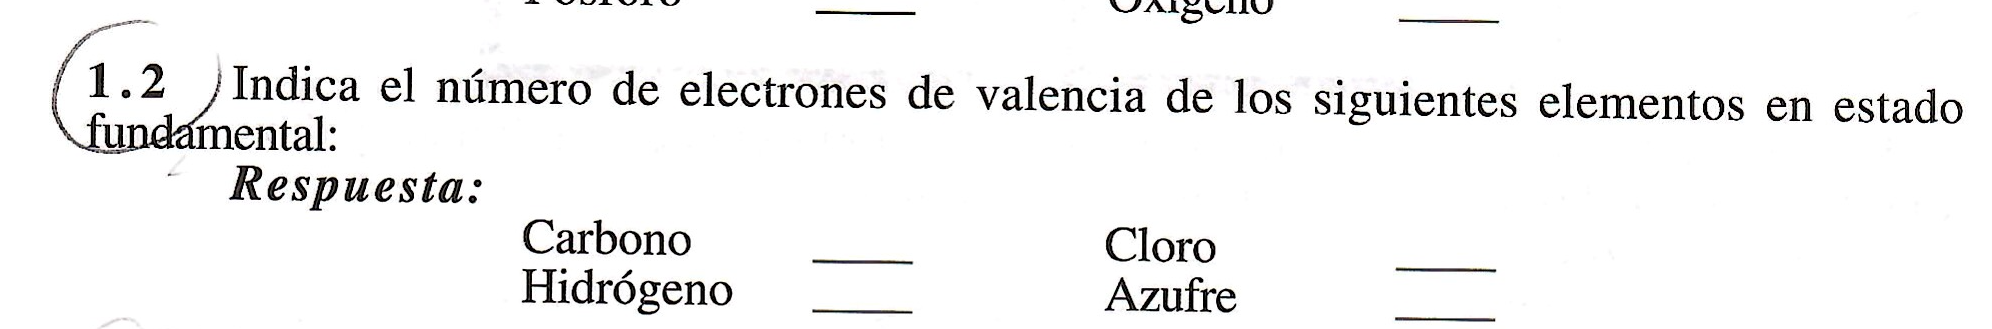 1.2 Indica el número de electrones de valencia de los siguientes elementos en estado
fundamental:
Respuesta:
Carbono ____ Cloro ____
Hidrógeno ____ Azufre ____